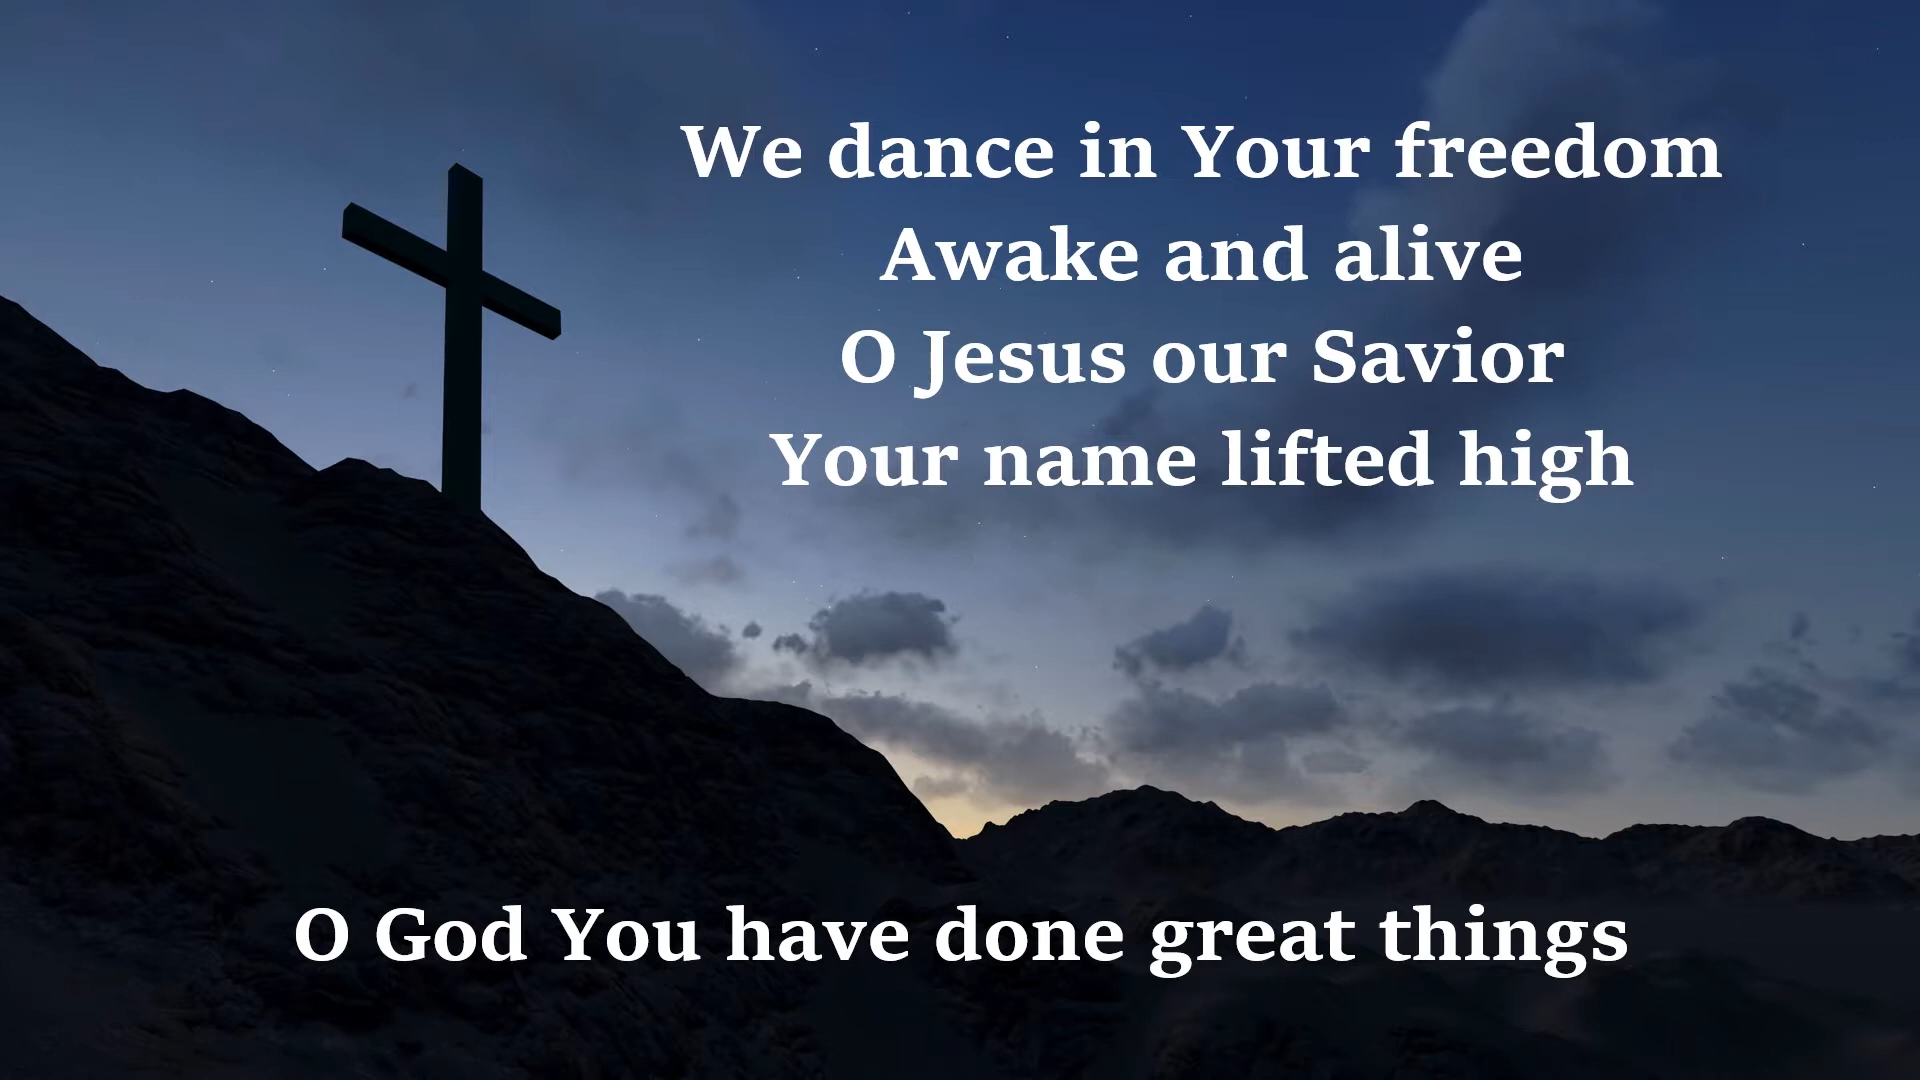 We dance in Your freedom
Awake and alive
O Jesus our Savior
Your name lifted high
O God You have done great things